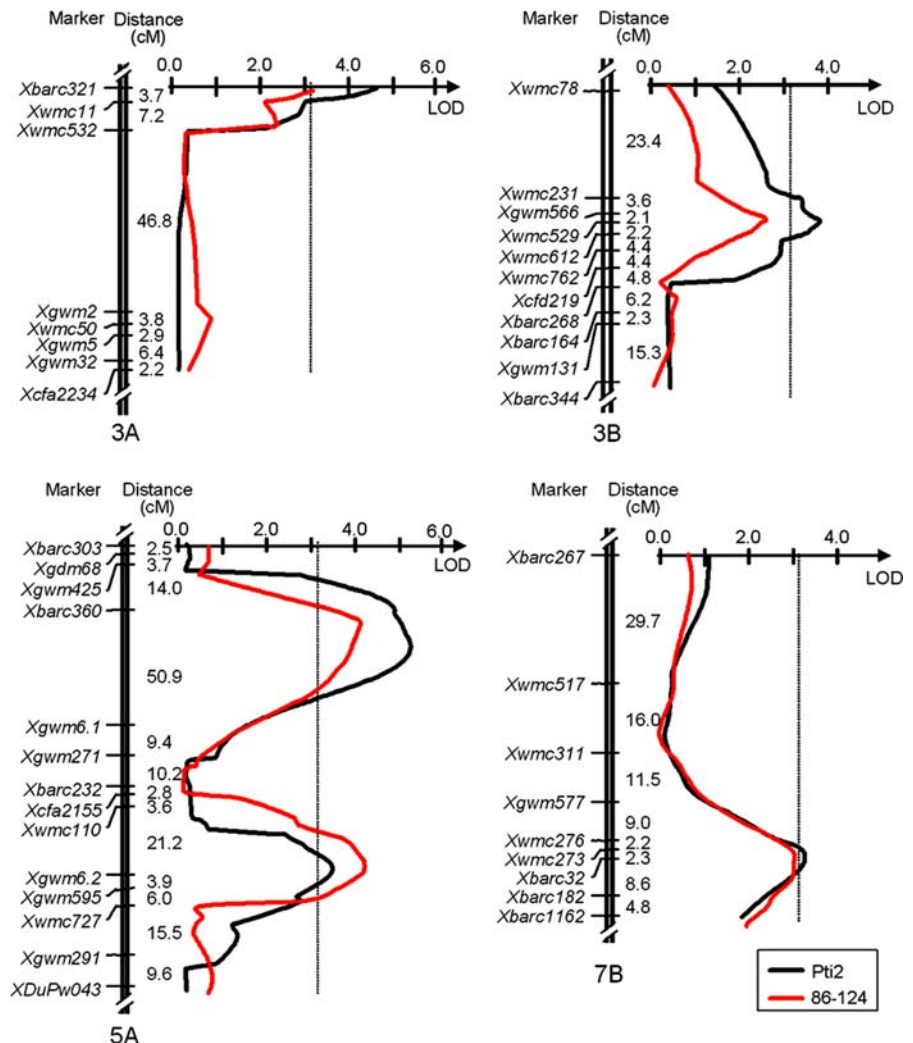 Marker Distance
(cM)
0.0 2.0 4.0 6.0
LOD
Xbarc321
3.7
Xwmc11
7.2
Xwmc532
46.8
Xgwm2
3.8
Xwmc50
2.9
Xgwm5
6.4
Xgwm32
2.2
Xcfa2234
3A
Marker Distance
(cM)
0.0 2.0 4.0
LOD
Xwmc78
23.4
Xwmc231
3.6
Xgwm566
2.1
Xwmc529
2.2
Xwmc612
4.4
4.4
Xwmc762
4.8
Xcfd219
6.2
Xbarc268
2.3
Xbarc164
15.3
Xgwm131
Xbarc344
3B
Marker Distance
(cM)
0.0 2.0 4.0 6.0
LOD
Xbarc303
2.5
Xgdm68
3.7
Xgwm425
14.0
Xbarc360
50.9
Xgwm6.1
9.4
Xgwm271
10.2
Xbarc232
2.8
Xcfa2155
3.6
Xwmc110
21.2
Xgwm6.2
3.9
Xgwm595
6.0
Xwmc727
15.5
Xgwm291
9.6
XDuPw043
5A
Marker Distance
(cM)
0.0 2.0 4.0
LOD
Xbarc267
29.7
Xwmc517
16.0
Xwmc311
11.5
Xgwm577
9.0
Xwmc276
2.2
Xwmc273
2.3
Xbarc32
8.6
Xbarc182
4.8
Xbarc1162
7B
Pti2
86-124